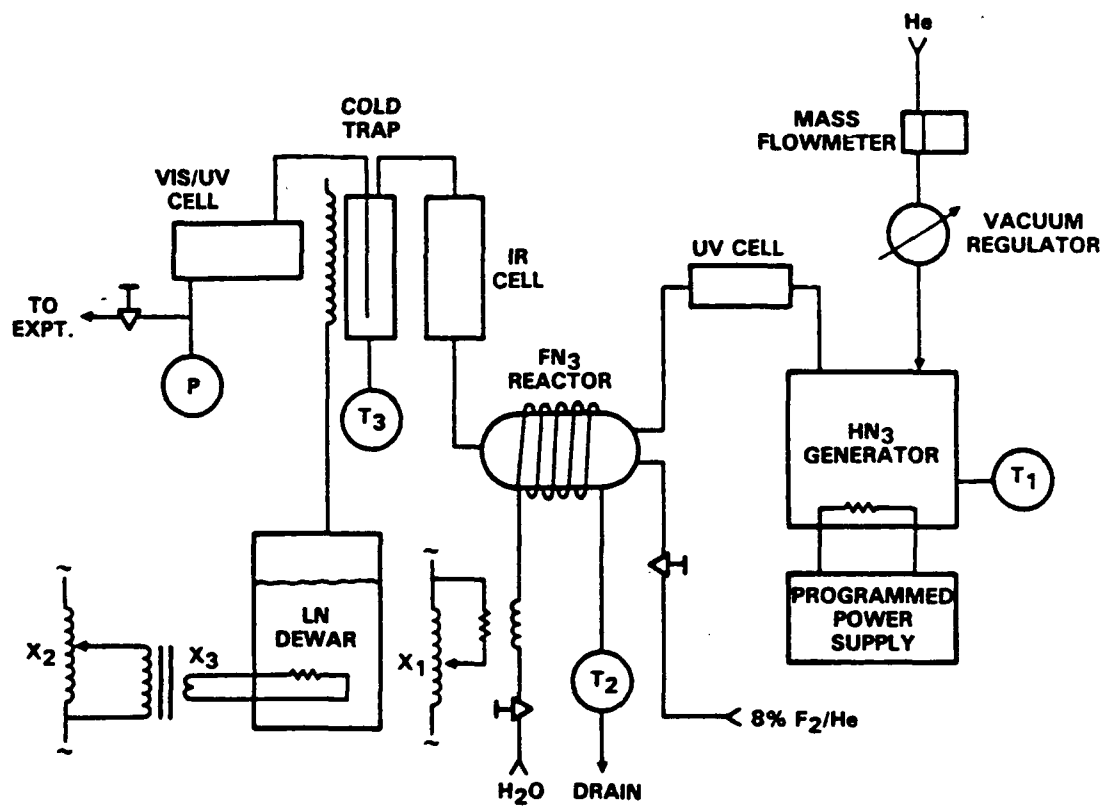 He
MASS
FLOWMETER
VACUUM
REGULATOR
COLD
TRAP
VIS/UV
CELL
IR
CELL
UV CELL
TO
EXPT.
P
T3
FN3
REACTOR
HN3
GENERATOR
T1
PROGRAMMED
POWER
SUPPLY
~
~
LN
DEWAR
X2
X3
X1
T2
~
~
8% F2/He
H2O
DRAIN